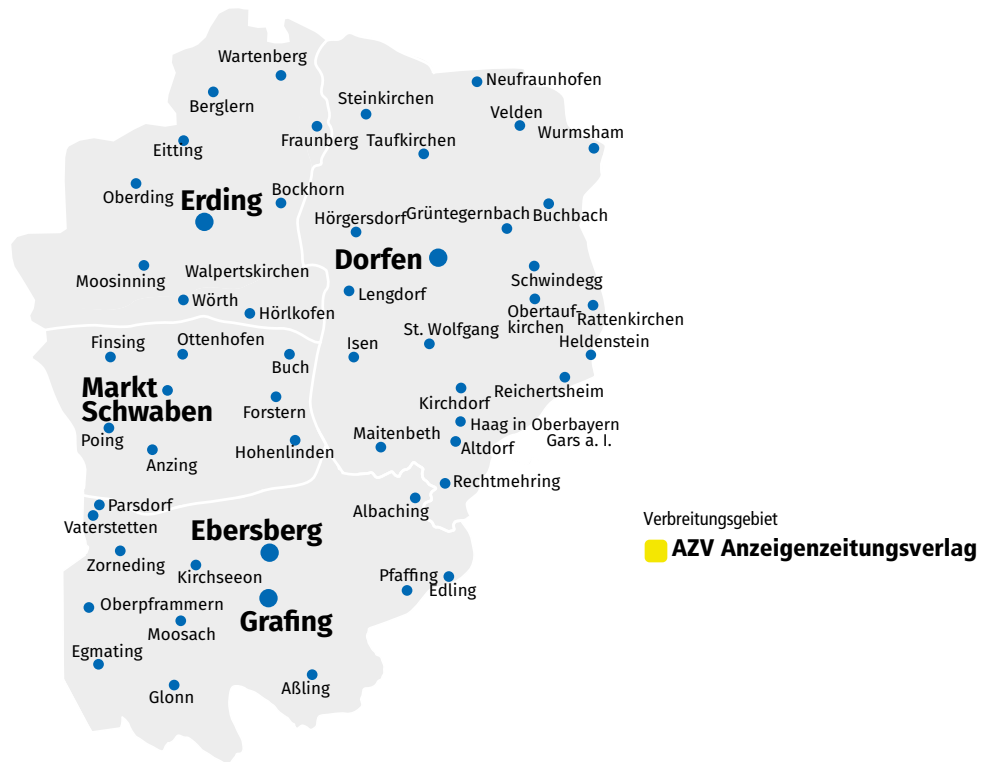 Wartenberg
Neufraunhofen
Berglern
Steinkirchen
Velden
Fraunberg
Taufkirchen
Wurmsham
Eitting
Oberding
Erding
Bockhorn
Hörgersdorf
Grüntegernbach
Buchbach
Dorfen
Moosinning
Walpertskirchen
Schwindegg
Wörth
Lengdorf
Hörlkofen
Obertauf-
kirchen
Rattenkirchen
Finsing
Ottenhofen
Isen
St. Wolfgang
Heldenstein
Buch
Markt
Schwaben
Forstern
Kirchdorf
Reichertsheim
Poing
Maitenbeth
Haag in Oberbayern
Gars a. I.
Anzing
Hohenlinden
Altdorf
Rechtmehring
Parsdorf
Albaching
Vaterstetten
Ebersberg
Zorneding
Kirchseeon
Pfaffing
Edling
Oberpframmern
Grafing
Moosach
Egmating
Glonn
Aßling
Verbreitungsgebiet
AZV Anzeigenzeitungsverlag